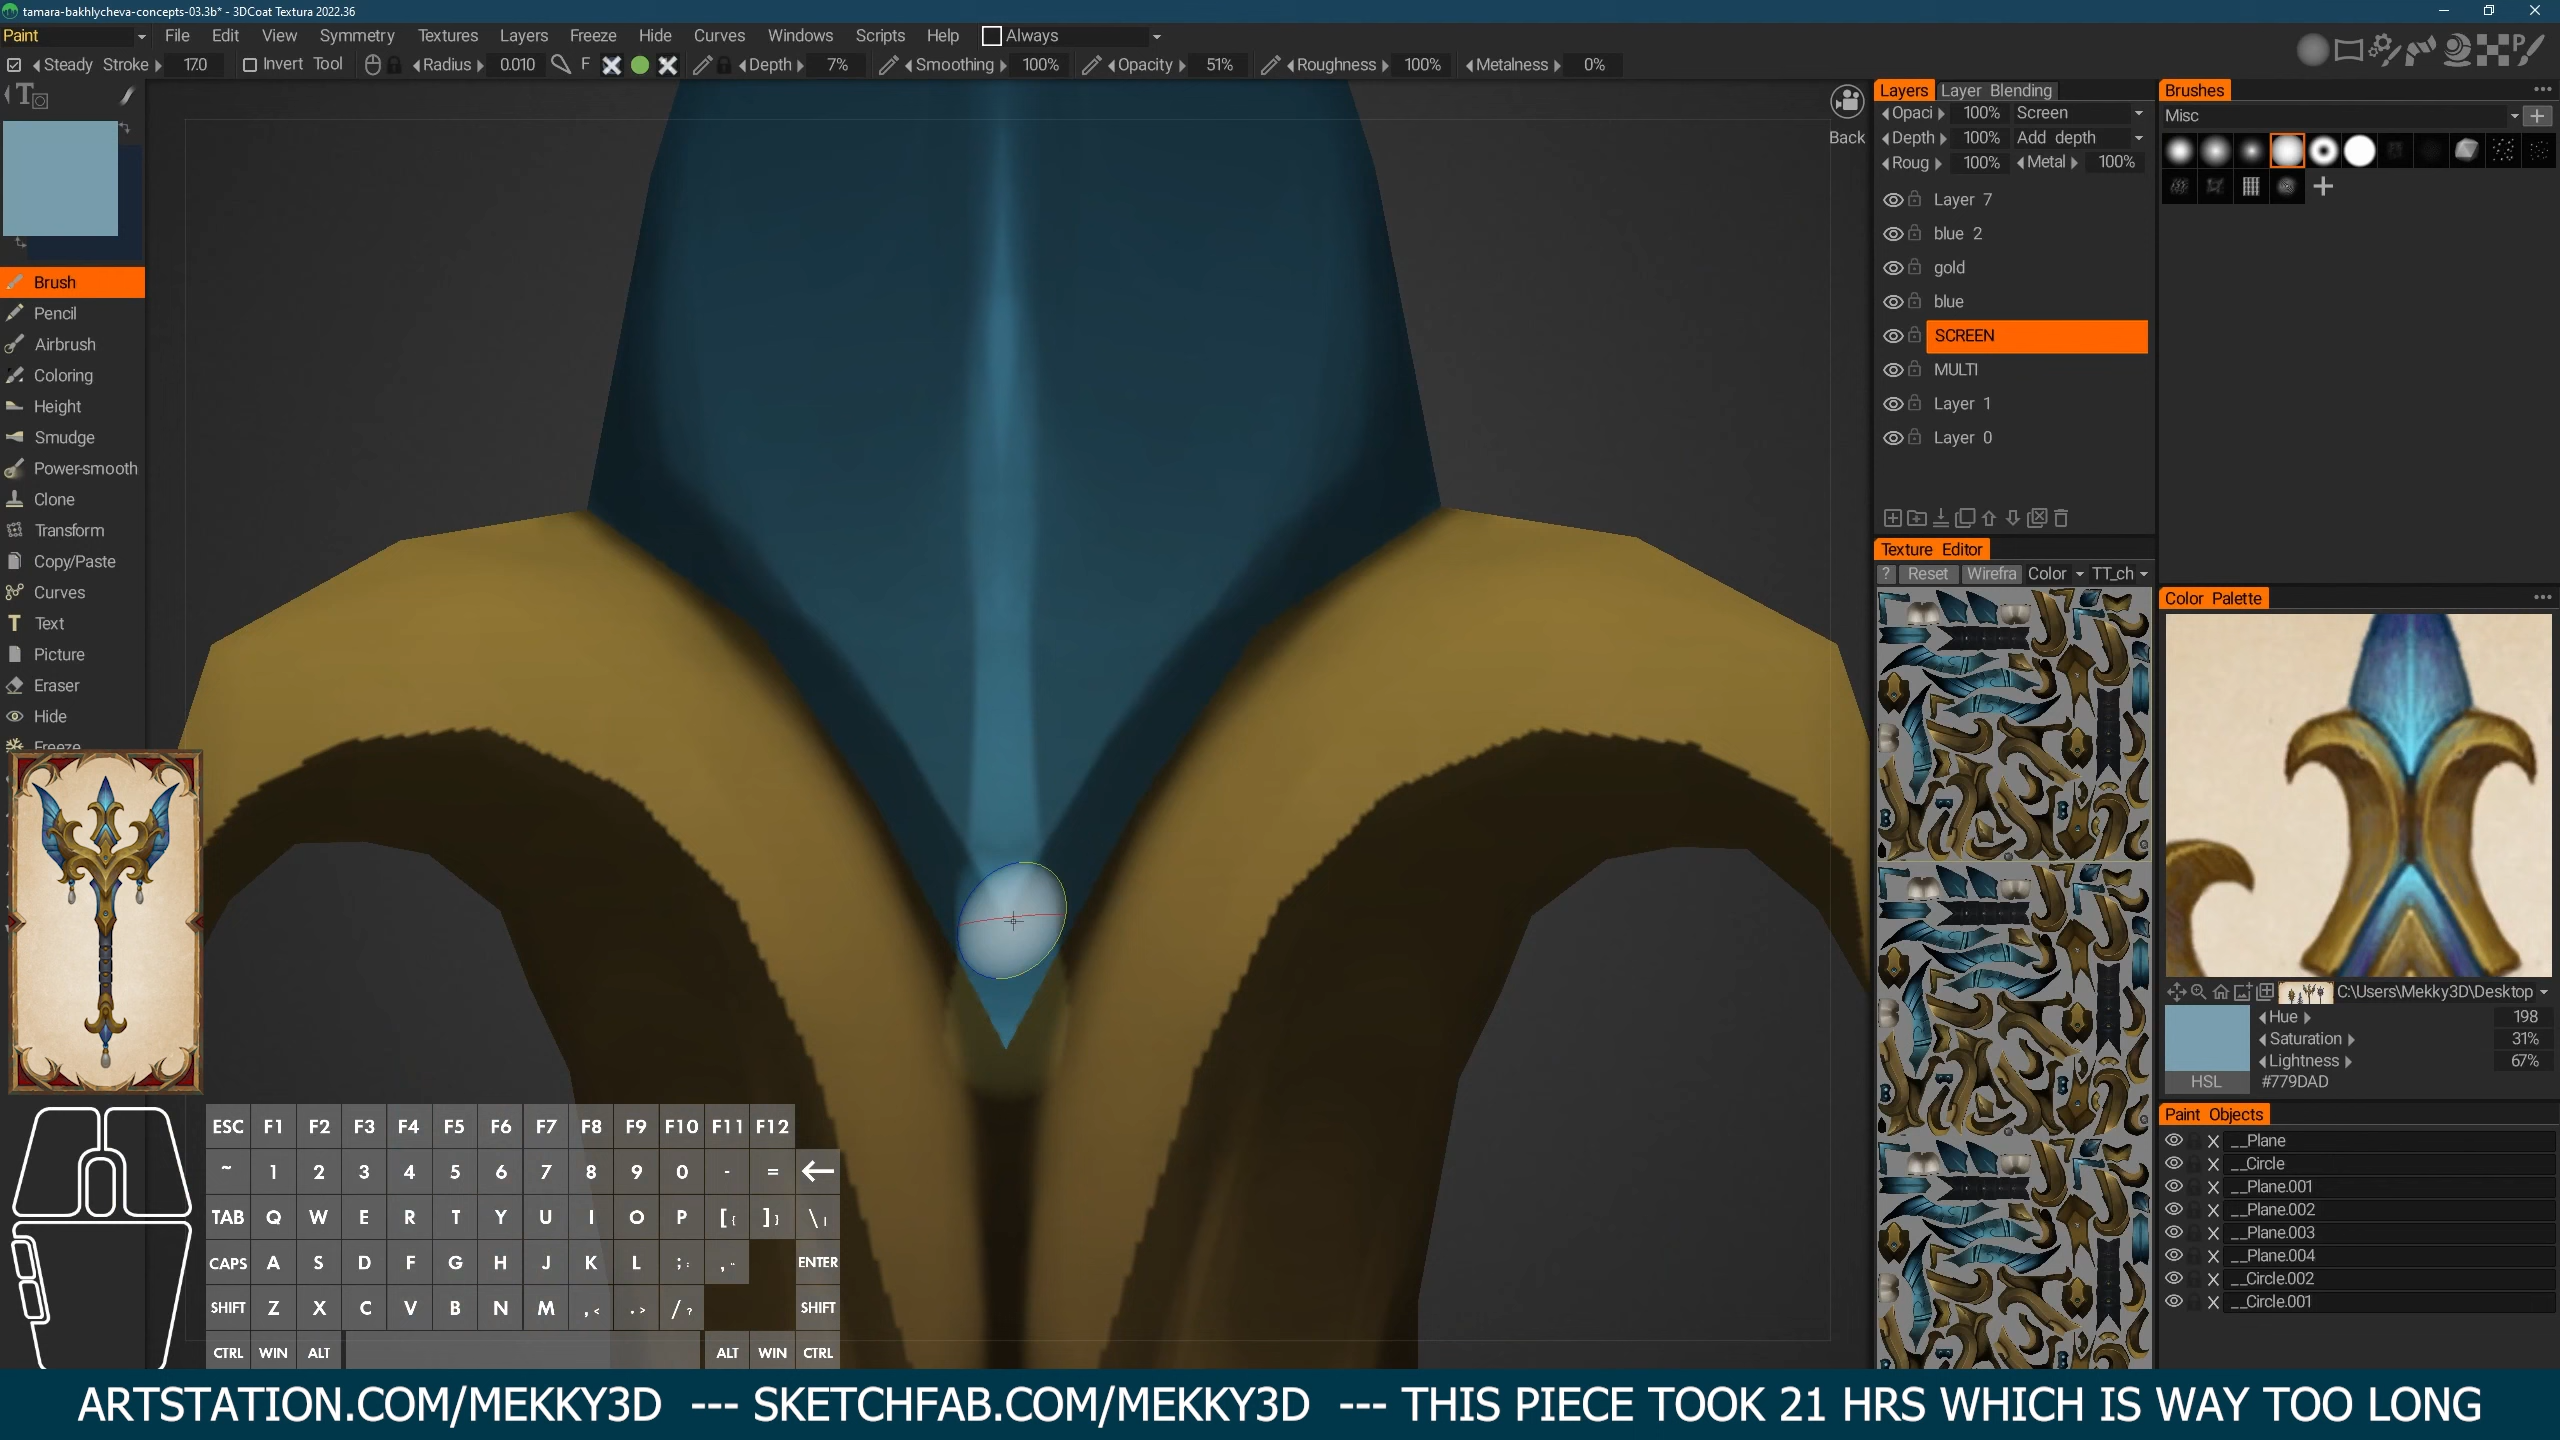 tamara-bakhlycheva-concepts-03.3b* - 3DCoat Textura 2022.36
Paint File Edit View Symmetry Textures Layers Freeze Hide Curves Windows Scripts Help Always
Steady Stroke 17.0 Invert Tool Radius 0.010 F Depth 7% Smoothing 100% Opacity 51% Roughness 100% Metalness 0%
Back
Brush
Pencil
Airbrush
Coloring
Height
Smudge
Power-smooth
Clone
Transform
Copy/Paste
Curves
Text
Picture
Eraser
Hide
Freeze
Layers Layer Blending
Opaci 100% Screen
Depth 100% Add depth
Roug 100% Metal 100%
Layer 7
blue 2
gold
blue
SCREEN
MULTI
Layer 1
Layer 0
Texture Editor
? Reset Wirefra Color TT_ch
Brushes
Misc
Color Palette
C:\Users\Mekky3D\Desktop
Hue 198
Saturation 31%
Lightness 67%
HSL #779DAD
Paint Objects
X __Plane
X __Circle
X __Plane.001
X __Plane.002
X __Plane.003
X __Plane.004
X __Circle.002
X __Circle.001
ESC F1 F2 F3 F4 F5 F6 F7 F8 F9 F10 F11 F12
~ 1 2 3 4 5 6 7 8 9 0 - =
TAB Q W E R T Y U I O P [{ ]} \|
CAPS A S D F G H J K L ;: ENTER
SHIFT Z X C V B N M ,< .> /? SHIFT
CTRL WIN ALT ALT WIN CTRL
ARTSTATION.COM/MEKKY3D --- SKETCHFAB.COM/MEKKY3D --- THIS PIECE TOOK 21 HRS WHICH IS WAY TOO LONG